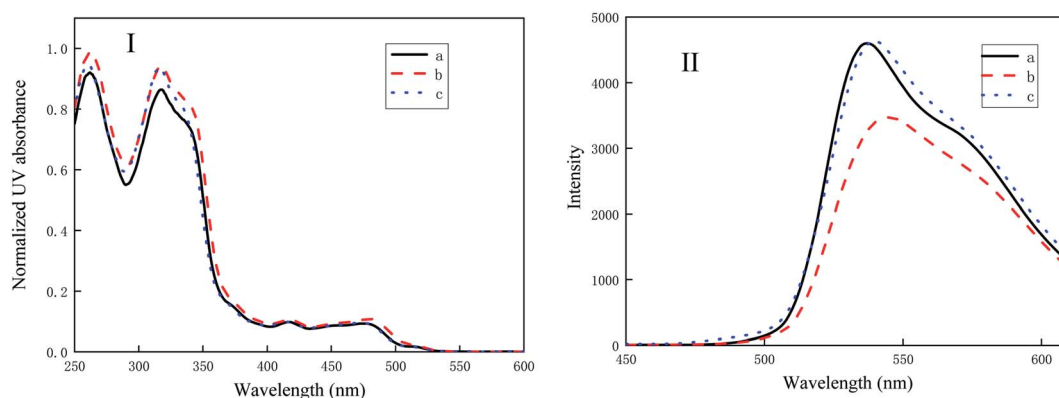 I
a
b
c
1.0
0.8
0.6
0.4
0.2
0.0
250 300 350 400 450 500 550 600
Wavelength (nm)
Normalized UV absorbance
II
a
b
c
5000
4000
3000
2000
1000
0
450 500 550 600
Wavelength (nm)
Intensity